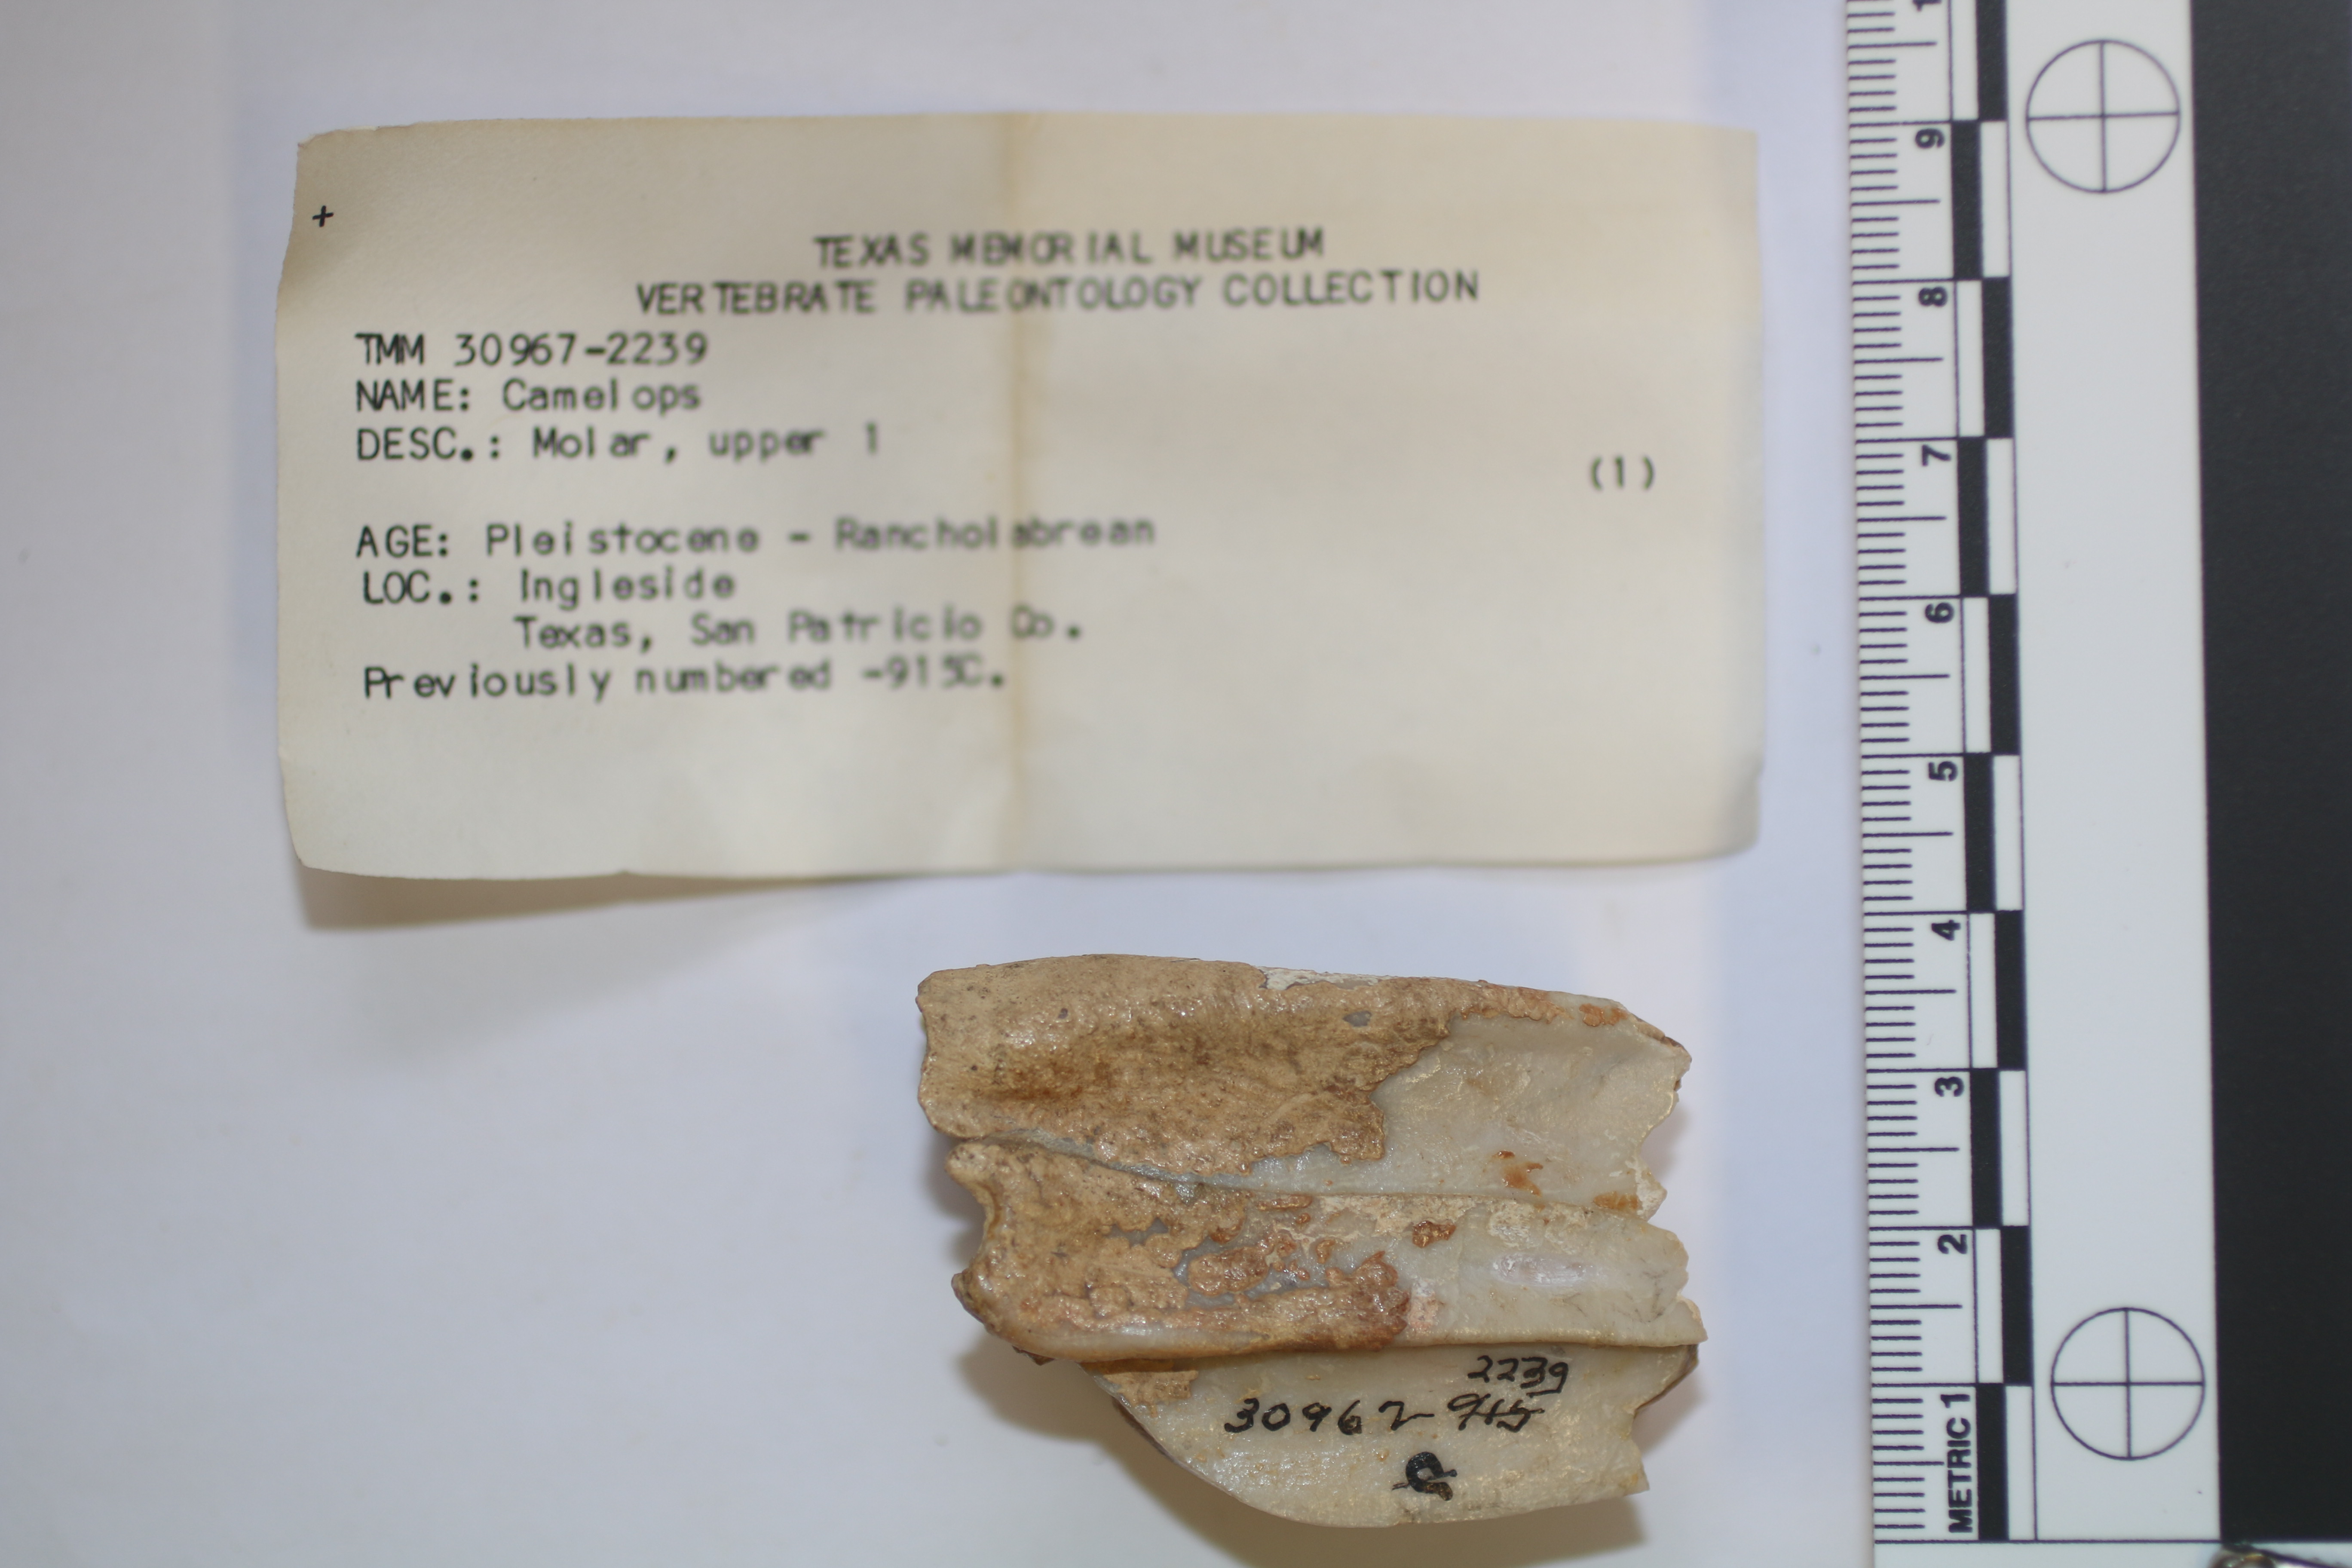 +
TEXAS MEMORIAL MUSEUM
VERTEBRATE PALEONTOLOGY COLLECTION
TMM 30967-2239
NAME: Camelops
DESC.: Molar, upper 1
(1)
AGE: Pleistocene - Rancholabrean
LOC.: Ingleside
Texas, San Patricio Co.
Previously numbered -915C.
2239
30967-915
9
8
7
6
5
4
3
2
METRIC 1